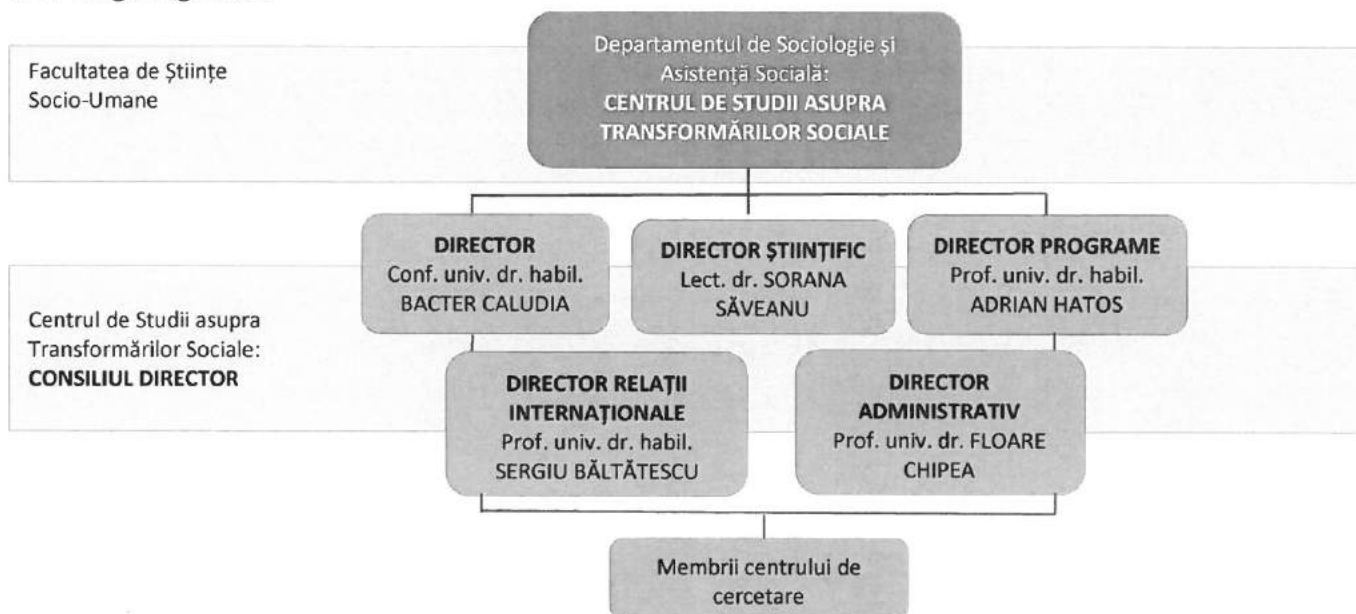 Facultatea de Științe
Socio-Umane
Departamentul de Sociologie și
Asistență Socială:
CENTRUL DE STUDII ASUPRA
TRANSFORMĂRILOR SOCIALE
DIRECTOR
Conf. univ. dr. habil.
BACTER CALUDIA
DIRECTOR ȘTIINȚIFIC
Lect. dr. SORANA
SĂVEANU
DIRECTOR PROGRAME
Prof. univ. dr. habil.
ADRIAN HATOS
Centrul de Studii asupra
Transformărilor Sociale:
CONSILIUL DIRECTOR
DIRECTOR RELAȚII
INTERNAȚIONALE
Prof. univ. dr. habil.
SERGIU BĂLTĂTESCU
DIRECTOR
ADMINISTRATIV
Prof. univ. dr. FLOARE
CHIPEA
Membrii centrului de
cercetare